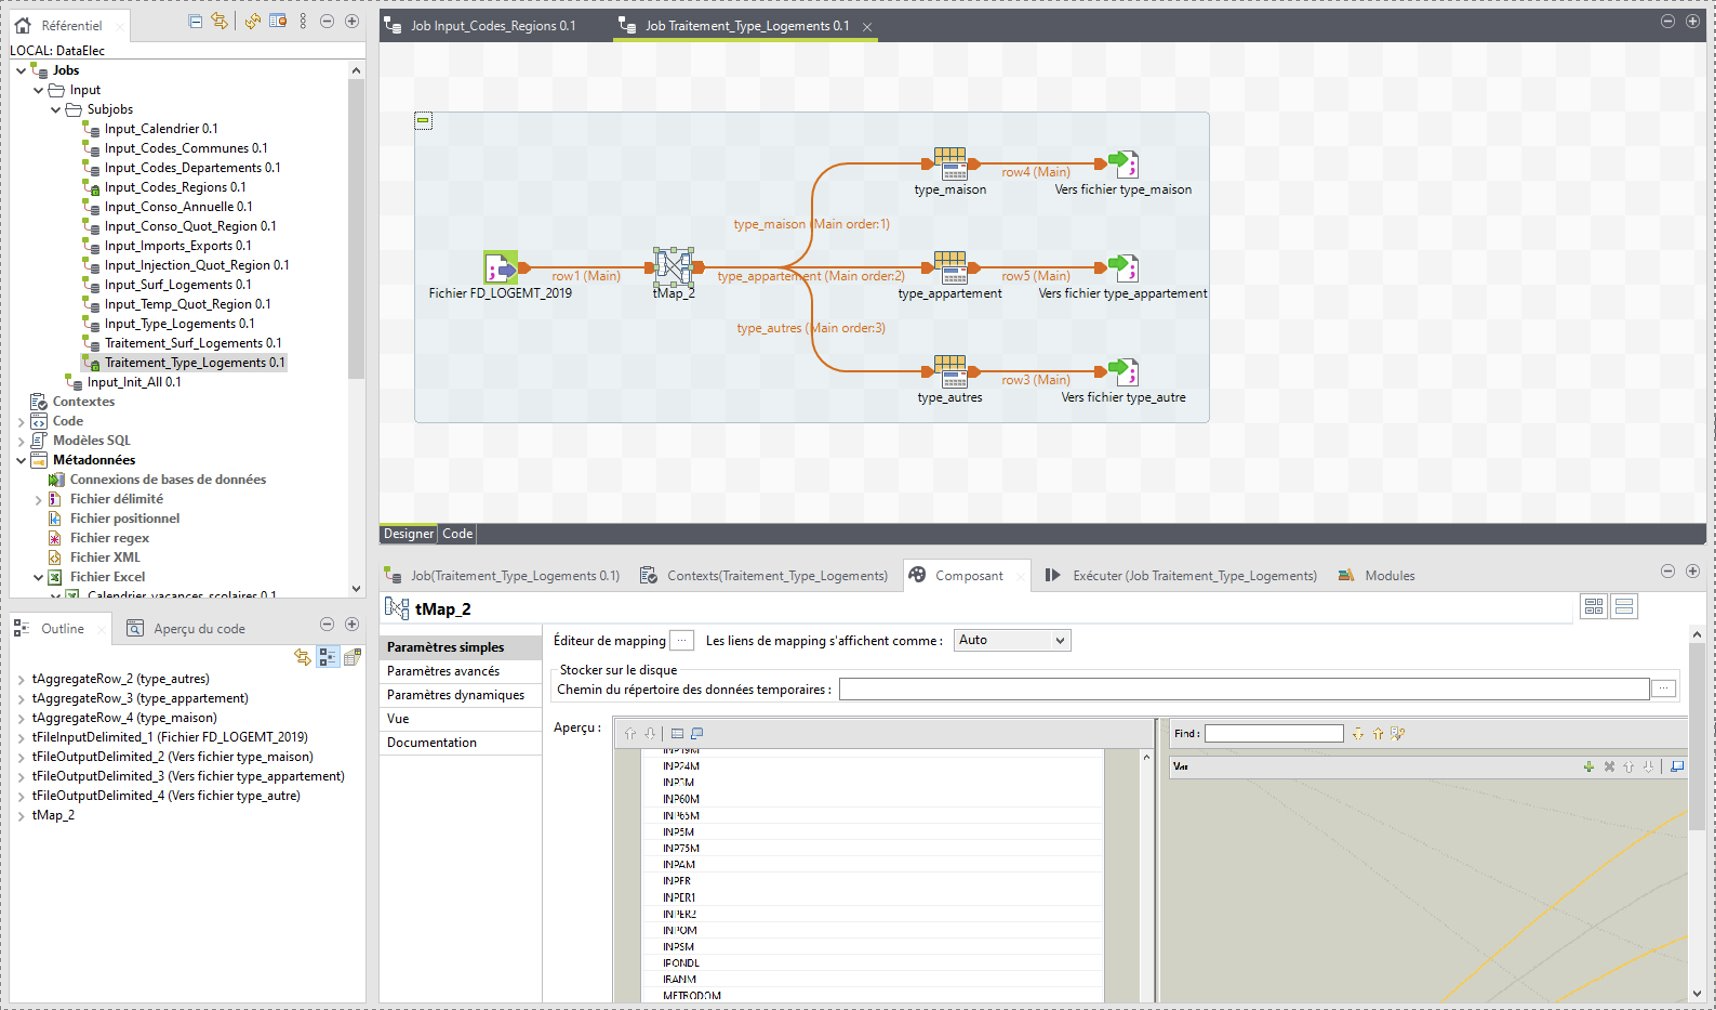 Référentiel
LOCAL: DataElec
Jobs
Input
Subjobs
Input_Calendrier 0.1
Input_Codes_Communes 0.1
Input_Codes_Departements 0.1
Input_Codes_Regions 0.1
Input_Conso_Annuelle 0.1
Input_Conso_Quot_Region 0.1
Input_Imports_Exports 0.1
Input_Injection_Quot_Region 0.1
Input_Surf_Logements 0.1
Input_Temp_Quot_Region 0.1
Input_Type_Logements 0.1
Traitement_Surf_Logements 0.1
Traitement_Type_Logements 0.1
Input_Init_All 0.1
Contextes
Code
Modèles SQL
Métadonnées
Connexions de bases de données
Fichier délimité
Fichier positionnel
Fichier regex
Fichier XML
Fichier Excel
Calendrier_vacances_scolaires 0.1
Outline
Aperçu du code
tAggregateRow_2 (type_autres)
tAggregateRow_3 (type_appartement)
tAggregateRow_4 (type_maison)
tFileInputDelimited_1 (Fichier FD_LOGEMT_2019)
tFileOutputDelimited_2 (Vers fichier type_maison)
tFileOutputDelimited_3 (Vers fichier type_appartement)
tFileOutputDelimited_4 (Vers fichier type_autre)
tMap_2
Job Input_Codes_Regions 0.1
Job Traitement_Type_Logements 0.1
row4 (Main)
type_maison
Vers fichier type_maison
type_maison (Main order:1)
row1 (Main)
type_appartement (Main order:2)
row5 (Main)
Fichier FD_LOGEMT_2019
tMap_2
type_appartement
Vers fichier type_appartement
type_autres (Main order:3)
row3 (Main)
type_autres
Vers fichier type_autre
Designer
Code
Job(Traitement_Type_Logements 0.1)
Contexts(Traitement_Type_Logements)
Composant
Exécuter (Job Traitement_Type_Logements)
Modules
tMap_2
Paramètres simples
Paramètres avancés
Paramètres dynamiques
Vue
Documentation
Éditeur de mapping
...
Les liens de mapping s'affichent comme :
Auto
Stocker sur le disque
Chemin du répertoire des données temporaires :
...
Aperçu :
Find :
Var
INP19M
INP24M
INP3M
INP60M
INP65M
INP5M
INP75M
INPAM
INPER
INPER1
INPER2
INPOM
INPSM
IRANM
METRODOM